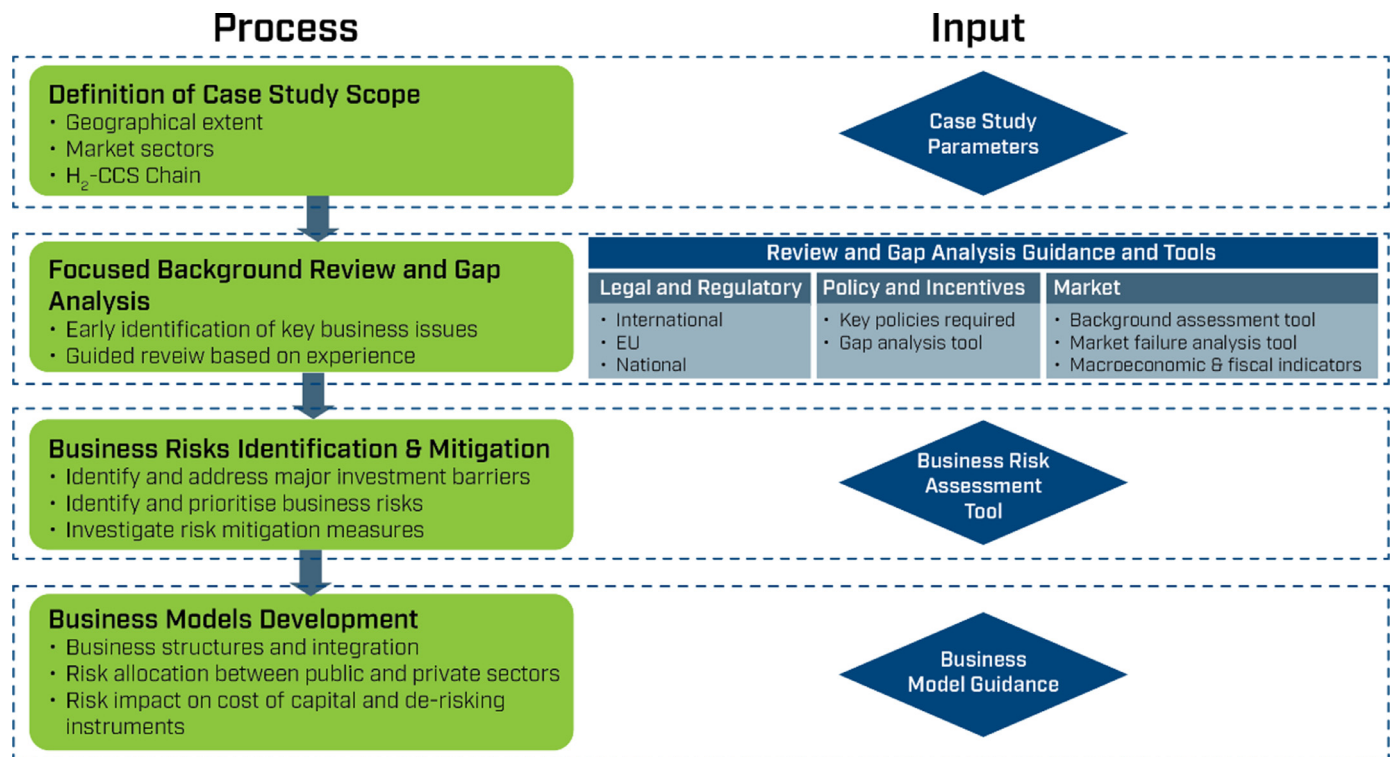 Process
Input
Definition of Case Study Scope
· Geographical extent
· Market sectors
· H₂-CCS Chain
Case Study
Parameters
Focused Background Review and Gap
Analysis
· Early identification of key business issues
· Guided reveiw based on experience
Review and Gap Analysis Guidance and Tools
Legal and Regulatory
· International
· EU
· National
Policy and Incentives
· Key policies required
· Gap analysis tool
Market
· Background assessment tool
· Market failure analysis tool
· Macroeconomic & fiscal indicators
Business Risks Identification & Mitigation
· Identify and address major investment barriers
· Identify and prioritise business risks
· Investigate risk mitigation measures
Business Risk
Assessment
Tool
Business Models Development
· Business structures and integration
· Risk allocation between public and private sectors
· Risk impact on cost of capital and de-risking
instruments
Business
Model Guidance